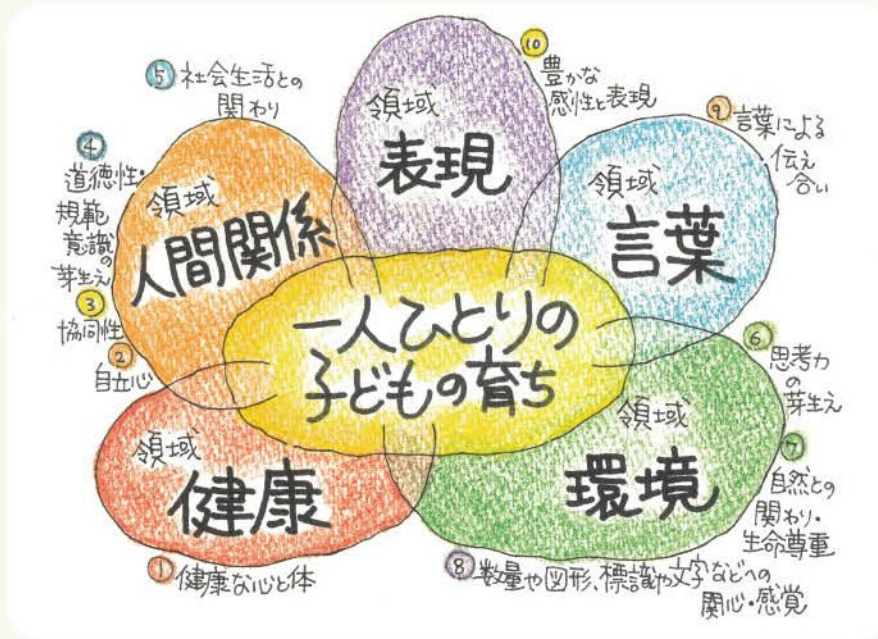 ⑩
豊かな
感性と表現
⑤社会生活との
関わり
領域
表現
⑨言葉による
伝え
合い
④
道徳性・
規範
意識の
芽生え
領域
人間関係
領域
言葉
③
協同性
②
自立心
一人ひとりの
子どもの育ち
⑥
思考力
の
芽生え
領域
健康
領域
環境
⑦
自然との
関わり・
生命尊重
①健康な心と体
⑧数量や図形、標識や文字などへの
関心・感覚